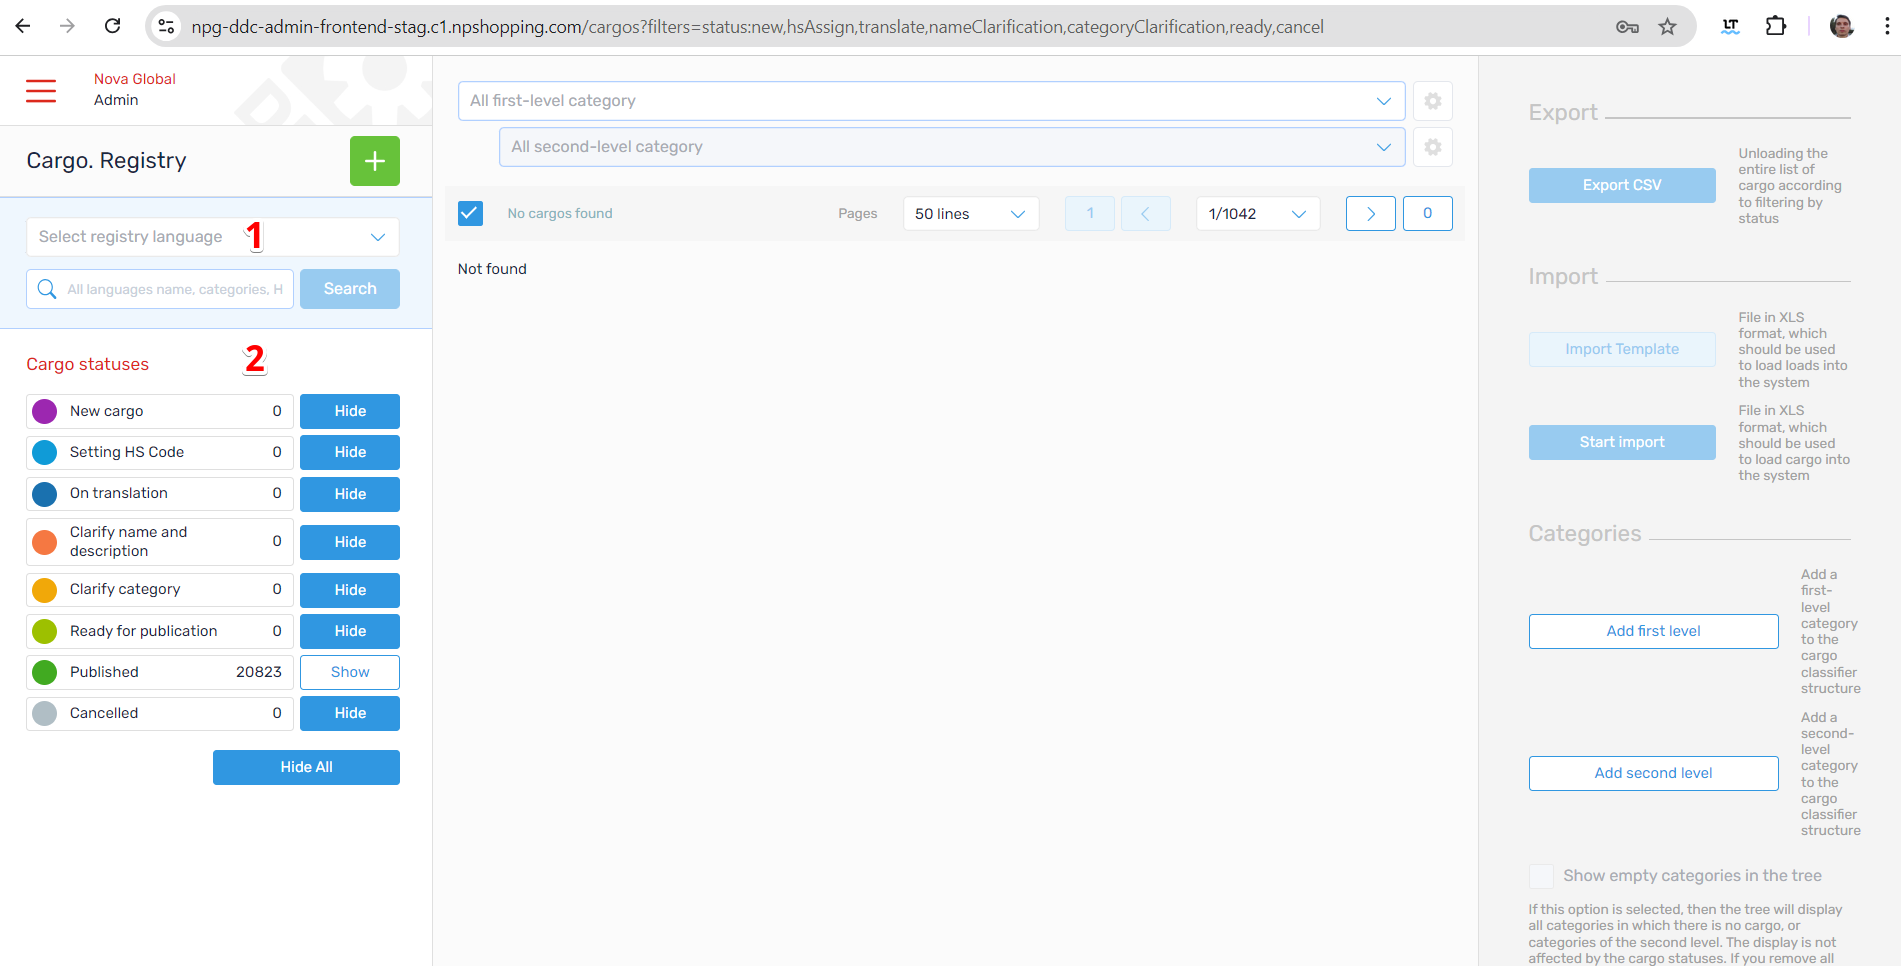 npg-ddc-admin-frontend-stag.c1.npshopping.com/cargos?filters=status:new,hsAssign,translate,nameClarification,categoryClarification,ready,cancel
LT
Nova Global
Admin
Cargo. Registry
Select registry language
1
All languages name, categories, H
Search
Cargo statuses
2
New cargo 0 Hide
Setting HS Code 0 Hide
On translation 0 Hide
Clarify name and
description 0 Hide
Clarify category 0 Hide
Ready for publication 0 Hide
Published 20823 Show
Cancelled 0 Hide
Hide All
All first-level category
All second-level category
No cargos found Pages 50 lines 1 1/1042 0
Not found
Export
Export CSV
Unloading the
entire list of
cargo according
to filtering by
status
Import
Import Template
File in XLS
format, which
should be used
to load loads into
the system
Start import
File in XLS
format, which
should be used
to load cargo into
the system
Categories
Add first level
Add a
first-
level
category
to the
cargo
classifier
structure
Add second level
Add a
second-
level
category
to the
cargo
classifier
structure
Show empty categories in the tree
If this option is selected, then the tree will display
all categories in which there is no cargo, or
categories of the second level. The display is not
affected by the cargo statuses. If you remove all